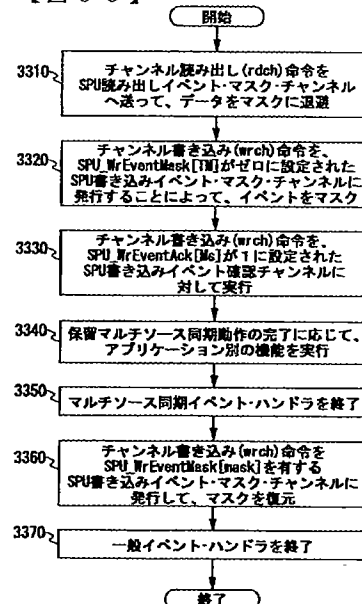 開始
3310
チャンネル読み出し(rdch)命令を
SPU読み出しイベント・マスク・チャンネル
へ送って、データをマスクに退避
3320
チャンネル書き込み(wrch)命令を、
SPU_WrEventMask[TM]がゼロに設定された
SPU書き込みイベント・マスク・チャンネルに
発行することによって、イベントをマスク
3330
チャンネル書き込み(wrch)命令を、
SPU_WrEventAck[Ms]が1に設定された
SPU書き込みイベント確認チャンネルに
対して実行
3340
保留マルチソース同期動作の完了に応じて、
アプリケーション別の機能を実行
3350
マルチソース同期イベント・ハンドラを終了
3360
チャンネル書き込み(wrch)命令を
SPU_WrEventMask[mask]を有する
SPU書き込みイベント・マスク・チャンネルに
発行して、マスクを復元
3370
一般イベント・ハンドラを終了
終了